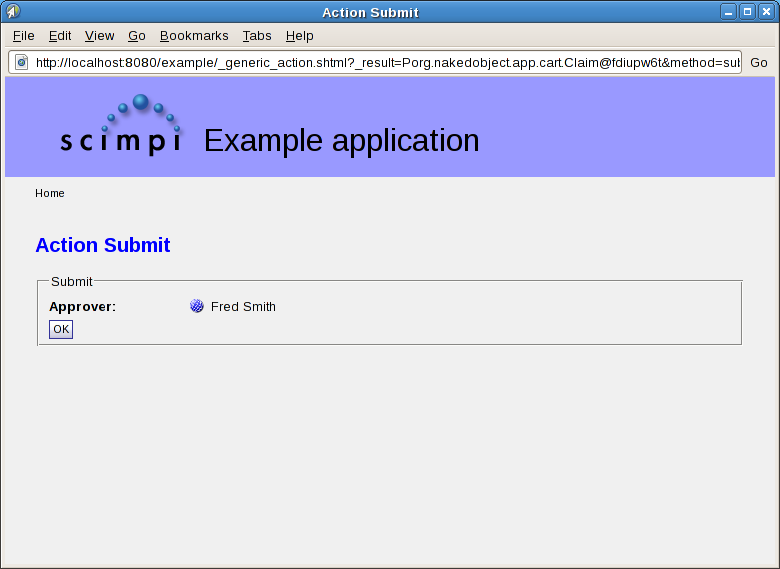 Action Submit
File Edit View Go Bookmarks Tabs Help
http://localhost:8080/example/_generic_action.shtml?_result=Porg.nakedobject.app.cart.Claim@fdiupw6t&method=sub Go
scimpi Example application
Home
Action Submit
Submit
Approver: Fred Smith
OK